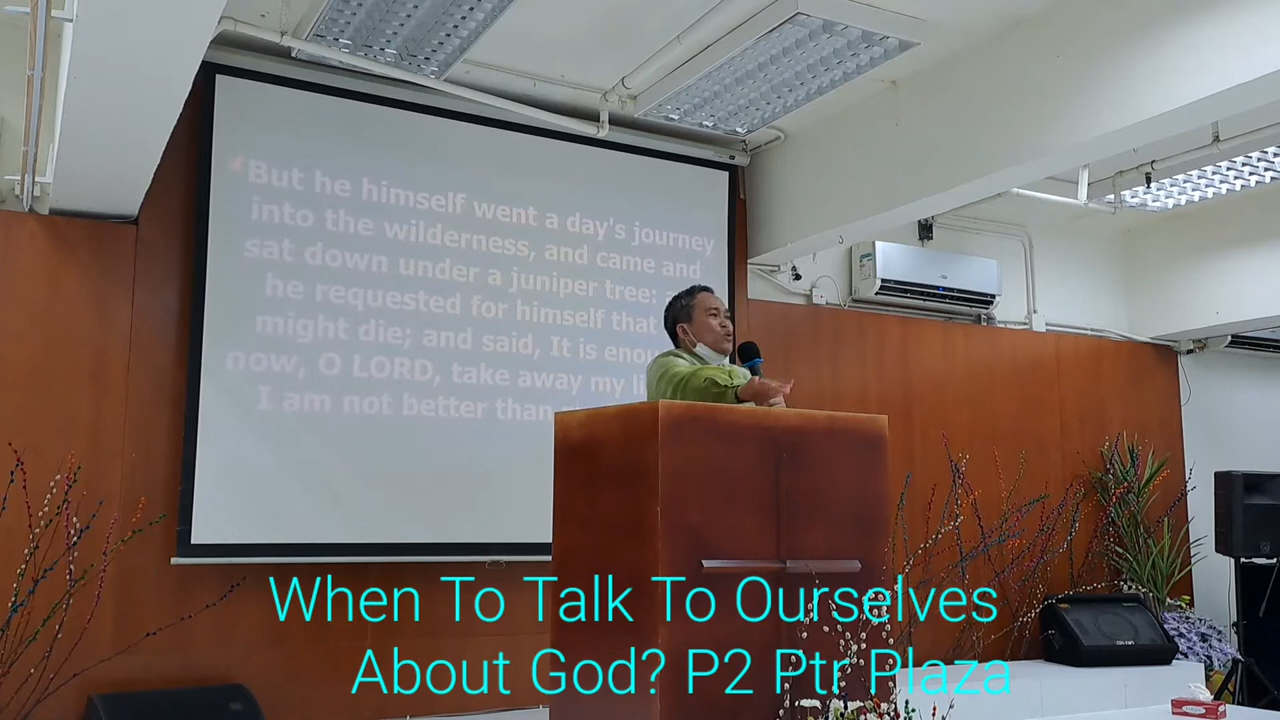 But he himself went a day's journey
into the wilderness, and came and
sat down under a juniper tree:
he requested for himself that
might die; and said, It is enou
now, O LORD, take away my li
I am not better than
When To Talk To Ourselves
About God? P2 Ptr Plaza